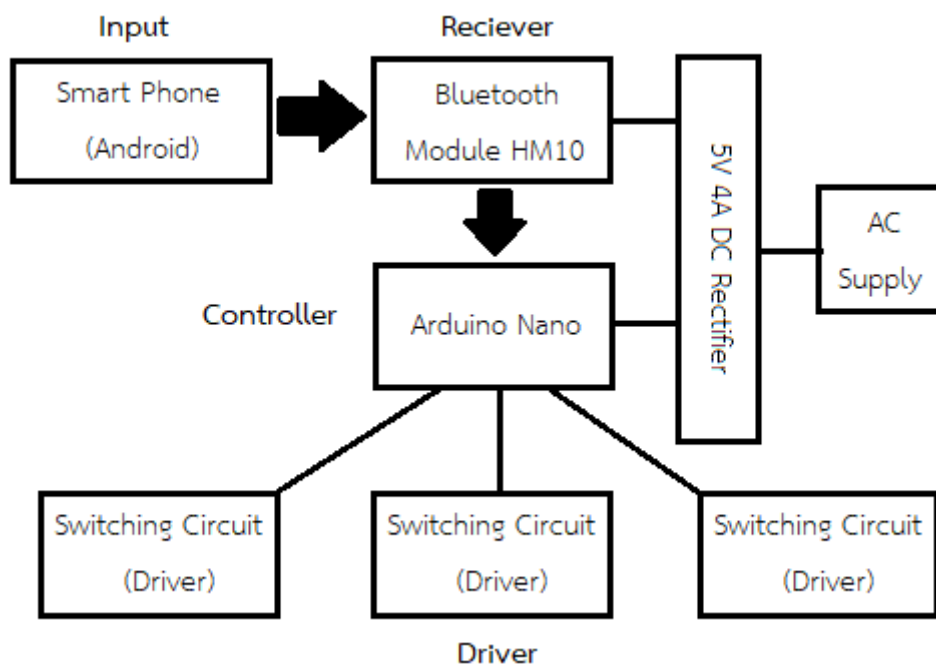 Input
Reciever
Smart Phone
(Android)
Bluetooth
Module HM10
5V 4A DC Rectifier
AC
Supply
Controller
Arduino Nano
Switching Circuit
(Driver)
Switching Circuit
(Driver)
Switching Circuit
(Driver)
Driver